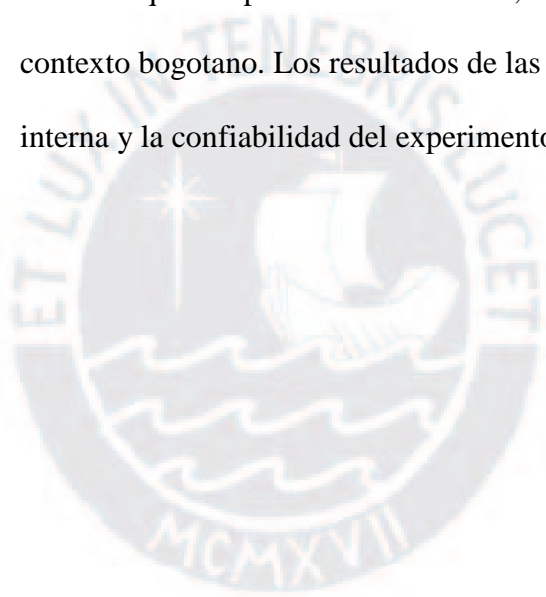 contexto bogotano. Los resultados de las
interna y la confiabilidad del experimento
ET LUX IN TENEBRIS LUCET
MCMXVII